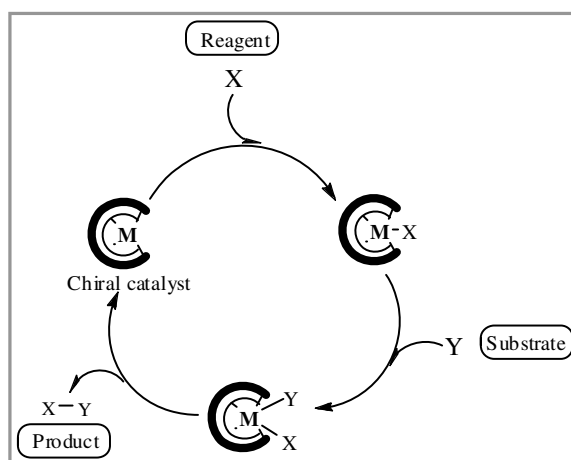 Reagent
X
M
M-X
Chiral catalyst
Y
Substrate
Y
M
X
X-Y
Product